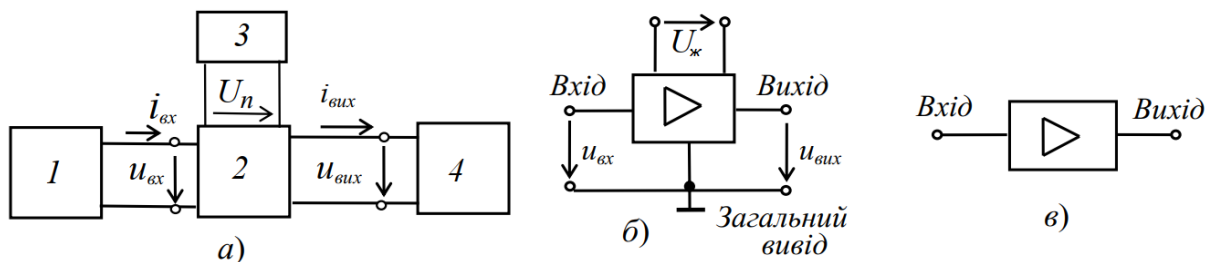 3
U_п
i_вх
i_вих
1
u_вх
2
u_вих
4
а)
U_ж
Вхід
Вихід
u_вх
u_вих
Загальний
вивід
б)
Вхід
Вихід
в)